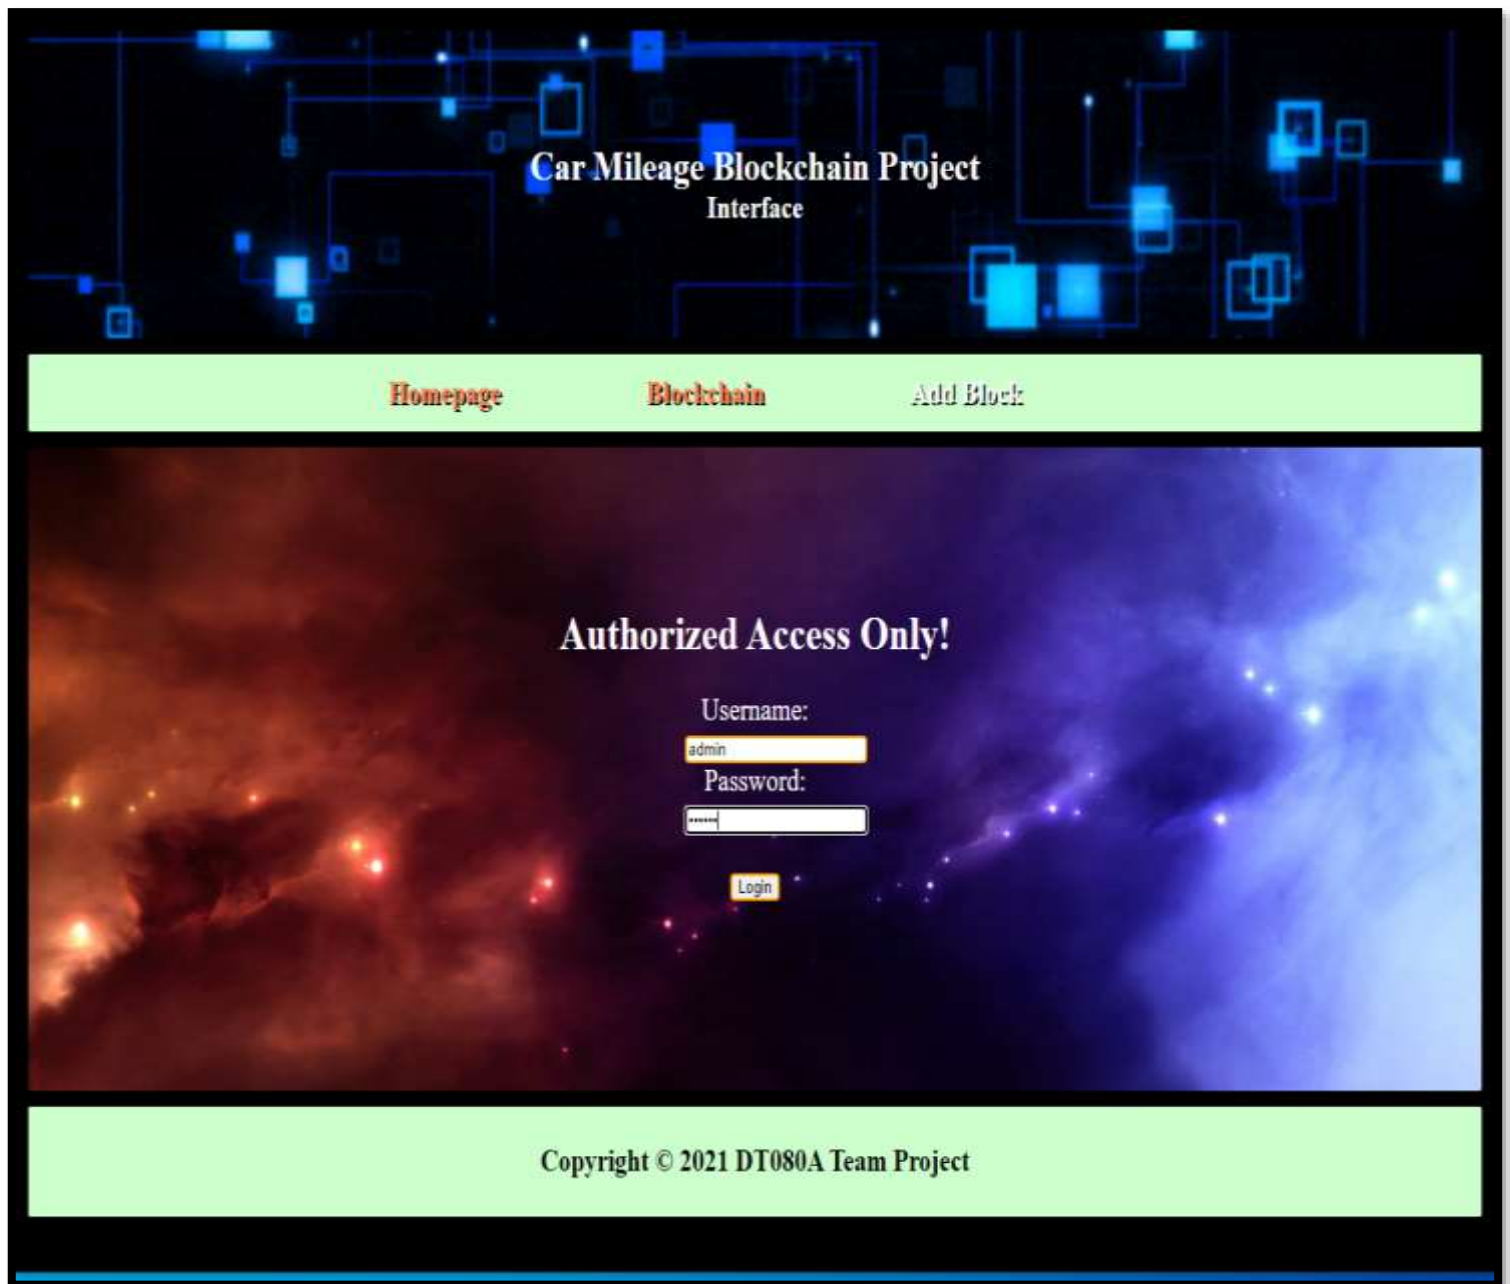 Car Mileage Blockchain Project
Interface
Homepage Blockchain Add Block
Authorized Access Only!
Username:
admin
Password:
••••••
Login
Copyright © 2021 DT080A Team Project